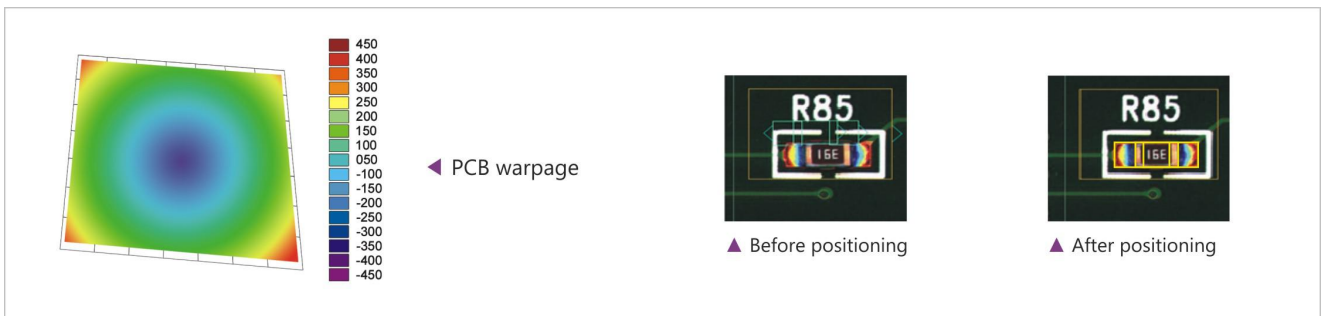 450
400
350
300
250
200
150
100
050
-100
-150
-200
-250
-300
-350
-400
-450
PCB warpage
R85
16E
Before positioning
R85
16E
After positioning